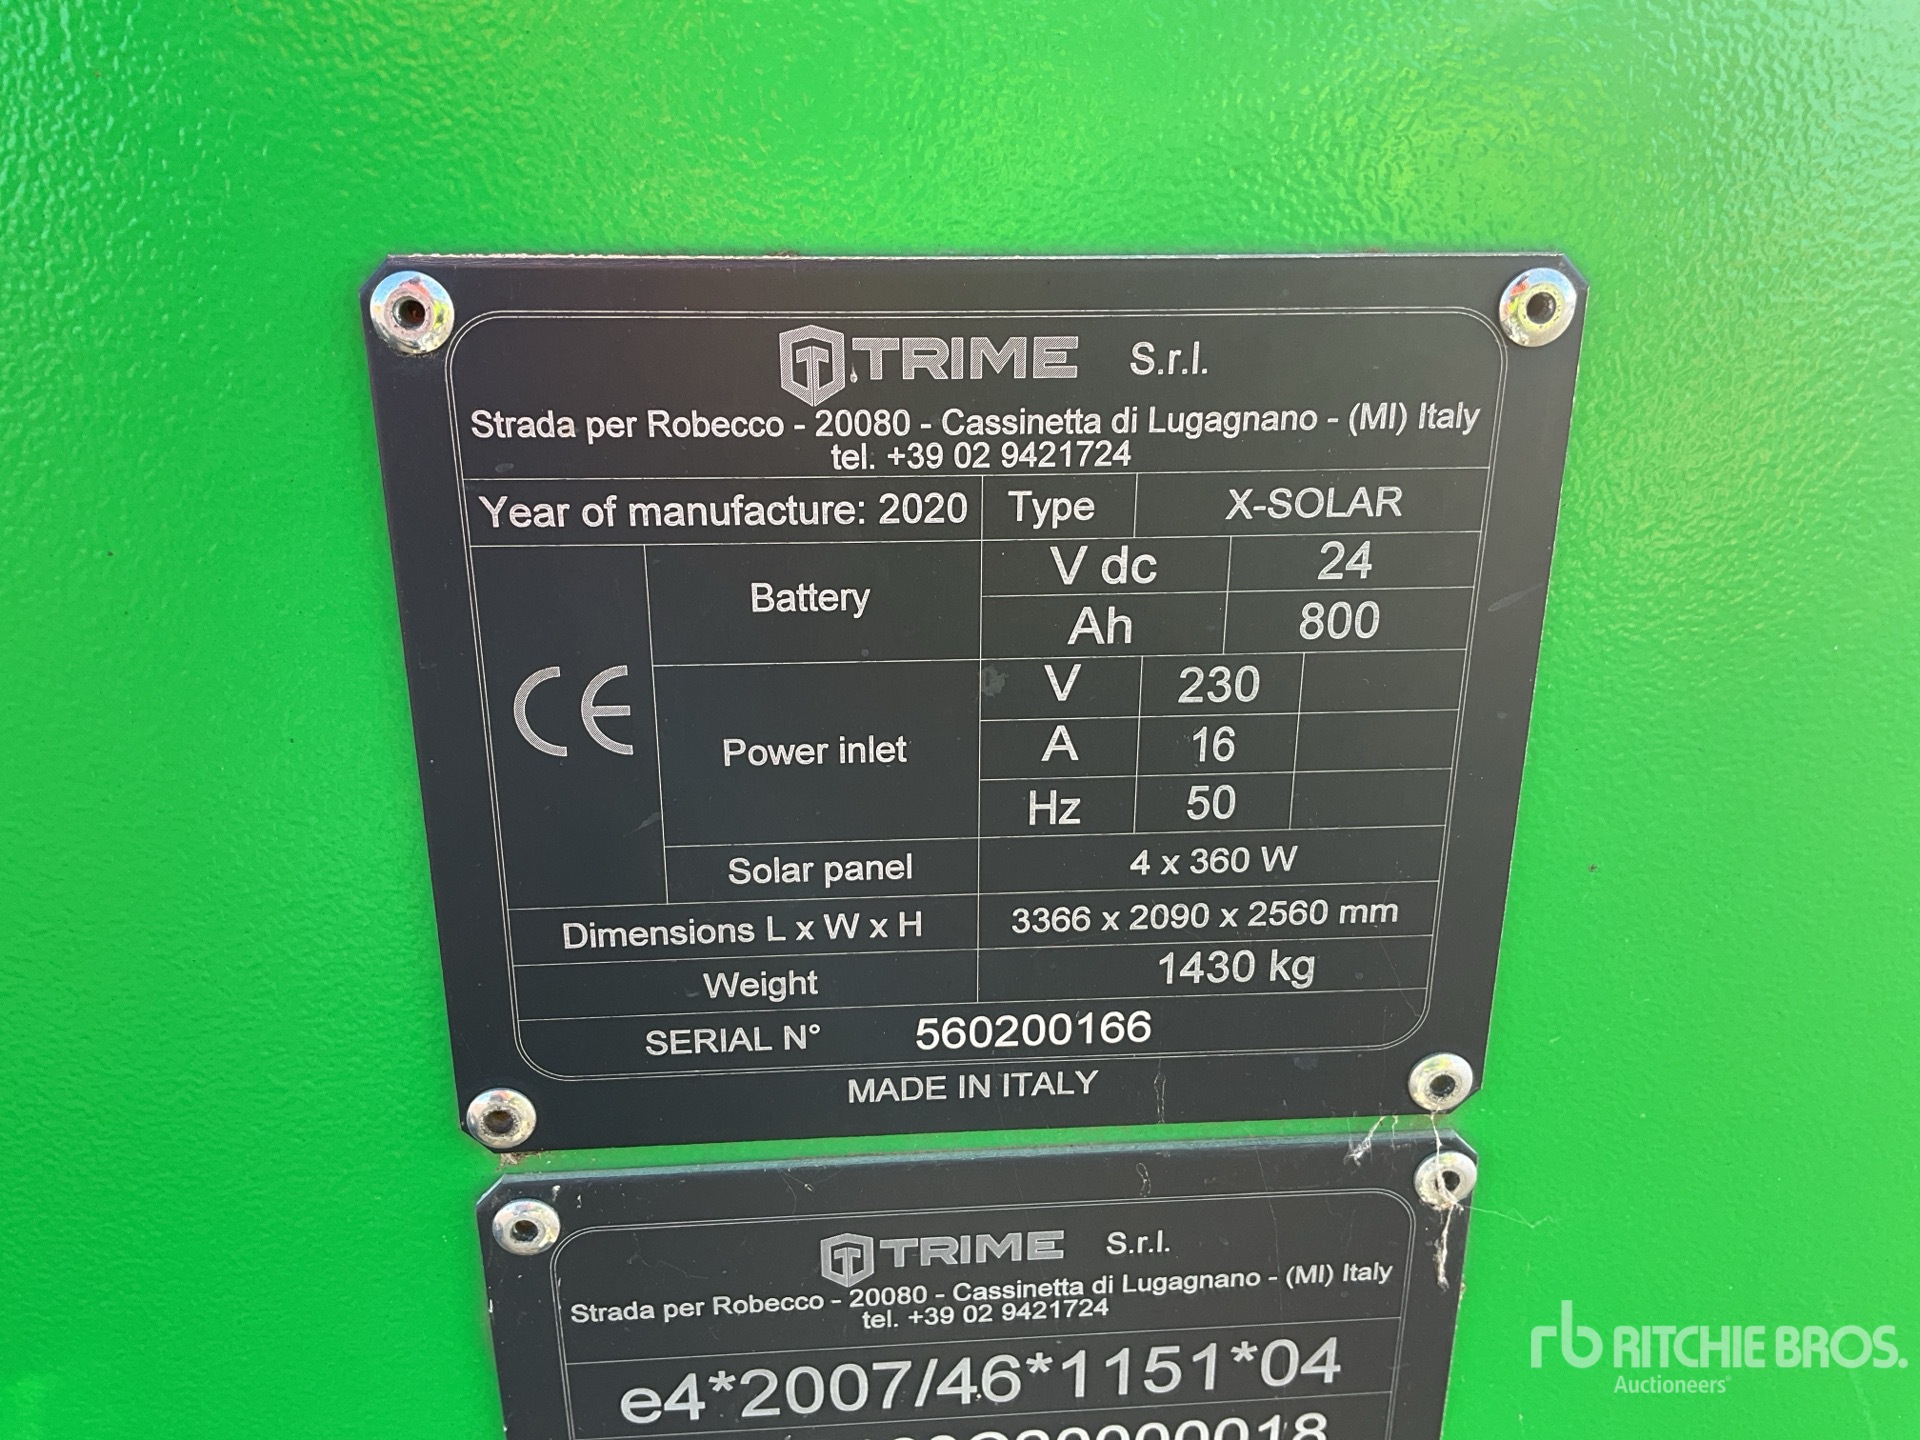 TRIME S.r.l.
Strada per Robecco - 20080 - Cassinetta di Lugagnano - (MI) Italy
tel. +39 02 9421724
Year of manufacture: 2020 Type X-SOLAR
CE
Battery V dc 24
Ah 800
Power inlet V 230
A 16
Hz 50
Solar panel 4 x 360 W
Dimensions L x W x H 3366 x 2090 x 2560 mm
Weight 1430 kg
SERIAL N° 560200166
MADE IN ITALY
TRIME S.r.l.
Strada per Robecco - 20080 - Cassinetta di Lugagnano - (MI) Italy
tel. +39 02 9421724
e4*2007/46*1151*04
rb RITCHIE BROS.
Auctioneers